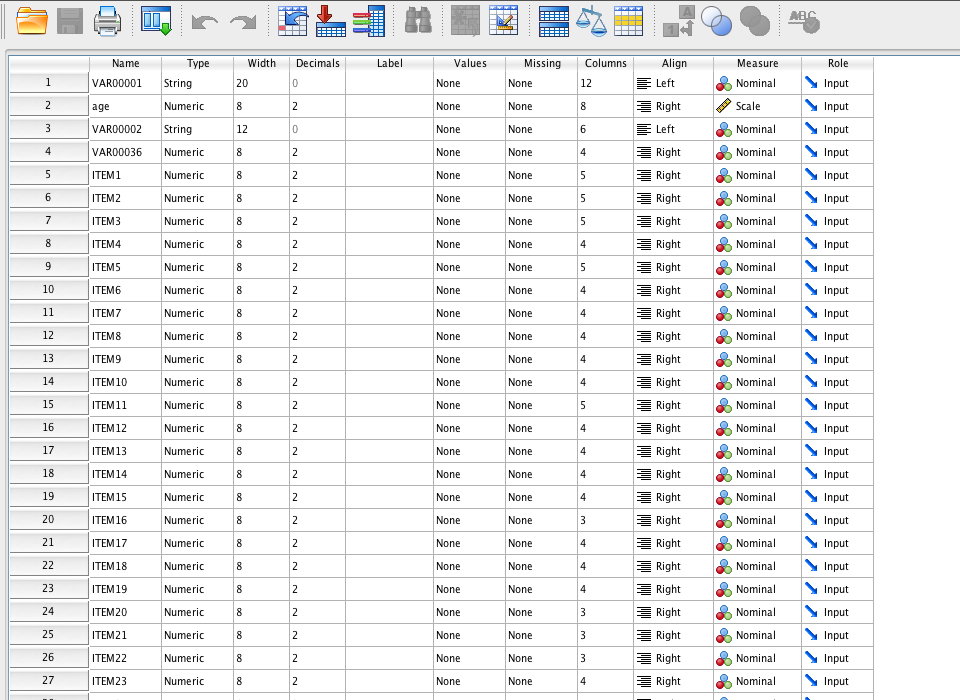 A
1
ABC
Name Type Width Decimals Label Values Missing Columns Align Measure Role
1 VAR00001 String 20 0 None None 12 Left Nominal Input
2 age Numeric 8 2 None None 8 Right Scale Input
3 VAR00002 String 12 0 None None 6 Left Nominal Input
4 VAR00036 Numeric 8 2 None None 4 Right Nominal Input
5 ITEM1 Numeric 8 2 None None 5 Right Nominal Input
6 ITEM2 Numeric 8 2 None None 5 Right Nominal Input
7 ITEM3 Numeric 8 2 None None 5 Right Nominal Input
8 ITEM4 Numeric 8 2 None None 4 Right Nominal Input
9 ITEM5 Numeric 8 2 None None 5 Right Nominal Input
10 ITEM6 Numeric 8 2 None None 4 Right Nominal Input
11 ITEM7 Numeric 8 2 None None 4 Right Nominal Input
12 ITEM8 Numeric 8 2 None None 4 Right Nominal Input
13 ITEM9 Numeric 8 2 None None 4 Right Nominal Input
14 ITEM10 Numeric 8 2 None None 4 Right Nominal Input
15 ITEM11 Numeric 8 2 None None 5 Right Nominal Input
16 ITEM12 Numeric 8 2 None None 4 Right Nominal Input
17 ITEM13 Numeric 8 2 None None 4 Right Nominal Input
18 ITEM14 Numeric 8 2 None None 4 Right Nominal Input
19 ITEM15 Numeric 8 2 None None 4 Right Nominal Input
20 ITEM16 Numeric 8 2 None None 3 Right Nominal Input
21 ITEM17 Numeric 8 2 None None 4 Right Nominal Input
22 ITEM18 Numeric 8 2 None None 4 Right Nominal Input
23 ITEM19 Numeric 8 2 None None 4 Right Nominal Input
24 ITEM20 Numeric 8 2 None None 3 Right Nominal Input
25 ITEM21 Numeric 8 2 None None 3 Right Nominal Input
26 ITEM22 Numeric 8 2 None None 3 Right Nominal Input
27 ITEM23 Numeric 8 2 None None 4 Right Nominal Input